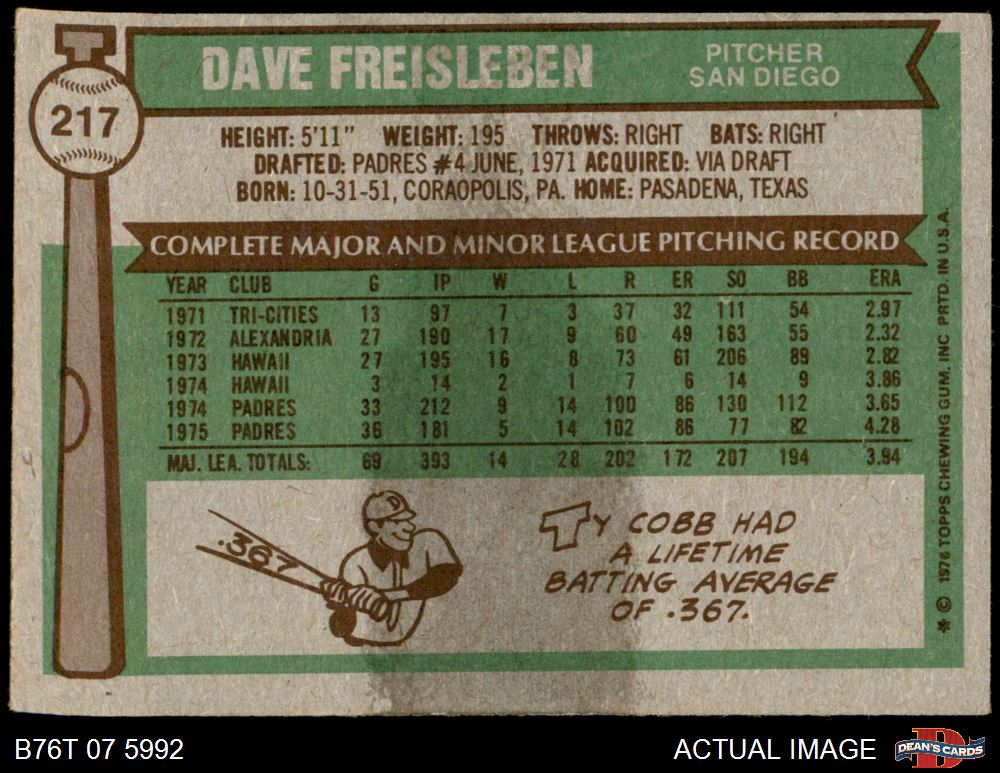 217
DAVE FREISLEBEN
PITCHER
SAN DIEGO
HEIGHT: 5'11" WEIGHT: 195 THROWS: RIGHT BATS: RIGHT
DRAFTED: PADRES #4 JUNE, 1971 ACQUIRED: VIA DRAFT
BORN: 10-31-51, CORAOPOLIS, PA. HOME: PASADENA, TEXAS
COMPLETE MAJOR AND MINOR LEAGUE PITCHING RECORD
YEAR CLUB G IP W L R ER SO BB ERA
1971 TRI-CITIES 13 97 7 3 37 32 111 54 2.97
1972 ALEXANDRIA 27 190 17 9 60 49 163 55 2.32
1973 HAWAII 27 195 16 8 73 61 206 89 2.82
1974 HAWAII 3 14 2 1 7 6 14 9 3.86
1974 PADRES 33 212 9 14 100 86 130 112 3.65
1975 PADRES 36 181 5 14 102 86 77 82 4.28
MAJ. LEA. TOTALS: 69 393 14 28 202 172 207 194 3.94
.367
D
TY COBB HAD
A LIFETIME
BATTING AVERAGE
OF .367.
* © 1976 TOPPS CHEWING GUM, INC PRTD. IN U.S.A.
B76T 07 5992
ACTUAL IMAGE
D
DEAN'S CARDS